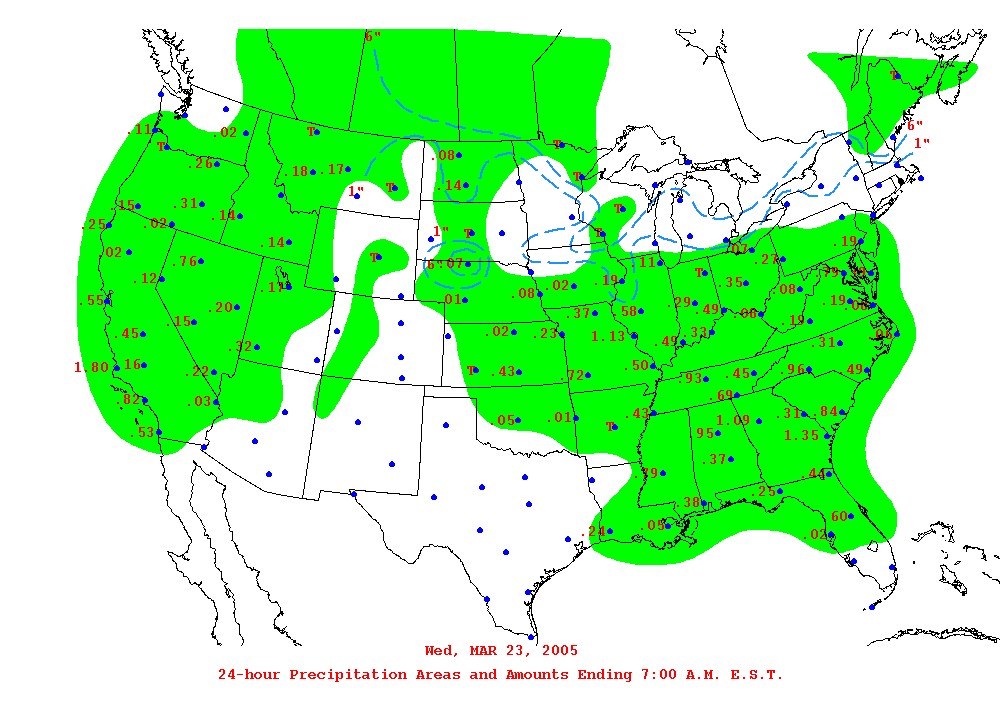 6"
T
6"
.11 .02 T
T .08 T 1"
.26 .18 .17
.14 T
1" T
.15 .31 T
.25 .02 .14 1" T T .19
.02 .14 .07
.76 T .11 .27
.12 6" .07 T .19
.17 .19 .35
.02 .08
.55 .01 .08 .29 .19
.20 .37 .58 .49 .08
.15 .19
.45 .02 .23 1.13 .33
.32 .49 .31
1.80 .16 T .43 .50 .96 .49
.22 .72 .93 .45
.82 .03 .69
.05 .01 .43 .31 .84
T 1.09
.53 .95 1.35
.37
.79 .44
.25
.38
.60
.24 .05 .02
Wed, MAR 23, 2005
24-hour Precipitation Areas and Amounts Ending 7:00 A.M. E.S.T.